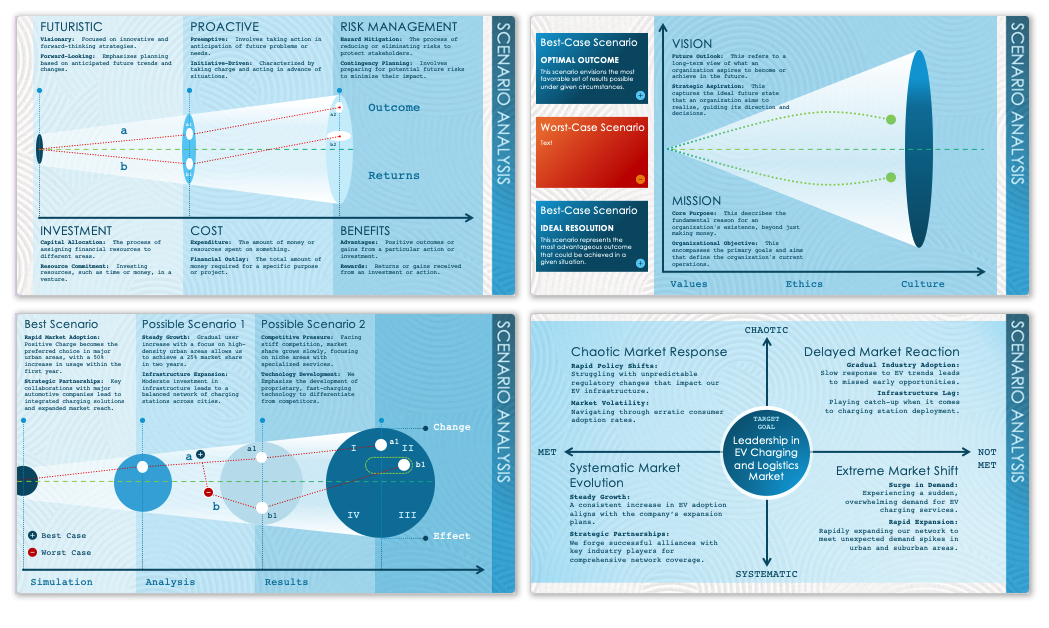 FUTURISTIC
Visionary: Focused on innovative and
forward-thinking strategies.
Forward-Looking: Emphasizes planning
based on anticipated future trends and
changes.
PROACTIVE
Preemptive: Involves taking action in
anticipation of future problems or
needs.
Initiative-Driven: Characterized by
taking charge and acting in advance of
situations.
RISK MANAGEMENT
Hazard Mitigation: The process of
reducing or eliminating risks to
protect stakeholders.
Contingency Planning: Involves
preparing for potential future risks
to minimize their impact.
a
b
b1
a2
b2
Outcome
Returns
INVESTMENT
Capital Allocation: The process of
assigning financial resources to
different areas.
Resource Commitment: Investing
resources, such as time or money, in a
venture.
COST
Expenditure: The amount of money or
resources spent on something.
Financial Outlay: The total amount of
money required for a specific purpose
or project.
BENEFITS
Advantages: Positive outcomes or
gains from a particular action or
investment.
Rewards: Returns or gains received
from an investment or action.
SCENARIO ANALYSIS
Best-Case Scenario
OPTIMAL OUTCOME
This scenario envisions the most
favorable set of results possible
under given circumstances.
Worst-Case Scenario
Text
Best-Case Scenario
IDEAL RESOLUTION
This scenario represents the
most advantageous outcome
that could be achieved in a
given situation.
VISION
Future Outlook: This refers to a
long-term view of what an
organization aspires to become or
achieve in the future.
Strategic Aspiration: This
captures the ideal future state
that an organization aims to
realize, guiding its direction and
decisions.
MISSION
Core Purpose: This describes the
fundamental reason for an
organization's existence, beyond just
making money.
Organizational Objective: This
encompasses the primary goals and aims
that define the organization's current
operations.
Values
Ethics
Culture
SCENARIO ANALYSIS
Best Scenario
Rapid Market Adoption:
Positive Charge becomes the
preferred choice in major
urban areas, with a 50%
increase in usage within the
first year.
Strategic Partnerships: Key
collaborations with major
automotive companies lead to
integrated charging solutions
and expanded market reach.
Possible Scenario 1
Steady Growth: Gradual user
increase with a focus on high-
density urban areas allows us
to achieve a 25% market share
in two years.
Infrastructure Expansion:
Moderate investment in
infrastructure leads to a
balanced network of charging
stations across cities.
Possible Scenario 2
Competitive Pressure: Facing
stiff competition, market
share grows slowly, focusing
on niche areas with
specialized services.
Technology Development: We
Emphasize the development of
proprietary, fast-charging
technology to differentiate
from competitors.
Change
a
b
a1
b1
I
a1
II
b1
IV
III
Effect
Best Case
Worst Case
Simulation
Analysis
Results
SCENARIO ANALYSIS
CHAOTIC
Chaotic Market Response
Rapid Policy Shifts:
Struggling with unpredictable
regulatory changes that impact our
EV infrastructure.
Market Volatility:
Navigating through erratic consumer
adoption rates.
Delayed Market Reaction
Gradual Industry Adoption:
Slow response to EV trends leads
to missed early opportunities.
Infrastructure Lag:
Playing catch-up when it comes
to charging station deployment.
MET
TARGET
GOAL
Leadership in
EV Charging
and Logistics
Market
NOT
MET
Systematic Market
Evolution
Steady Growth:
A consistent increase in EV adoption
aligns with the company's expansion
plans.
Strategic Partnerships:
We forge successful alliances with
key industry players for
comprehensive network coverage.
Extreme Market Shift
Surge in Demand:
Experiencing a sudden,
overwhelming demand for EV
charging services.
Rapid Expansion:
Rapidly expanding our network to
meet unexpected demand spikes in
urban and suburban areas.
SYSTEMATIC
SCENARIO ANALYSIS